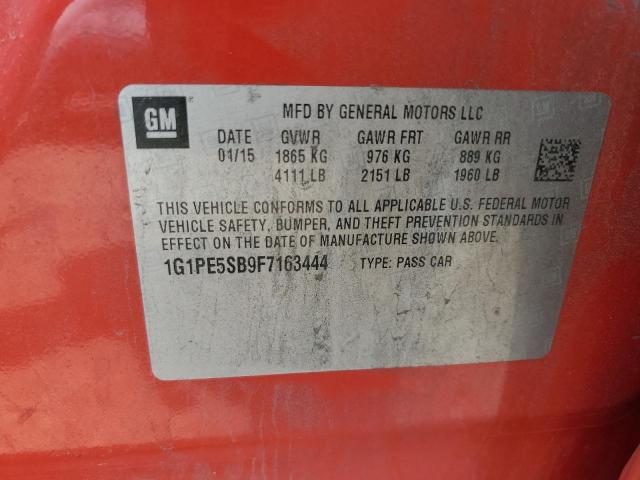 GM
MFD BY GENERAL MOTORS LLC
DATE GVWR GAWR FRT GAWR RR
01/15 1865 KG 976 KG 889 KG
4111 LB 2151 LB 1960 LB
THIS VEHICLE CONFORMS TO ALL APPLICABLE U.S. FEDERAL MOTOR
VEHICLE SAFETY, BUMPER, AND THEFT PREVENTION STANDARDS IN
EFFECT ON THE DATE OF MANUFACTURE SHOWN ABOVE.
1G1PE5SB9F7163444 TYPE: PASS CAR